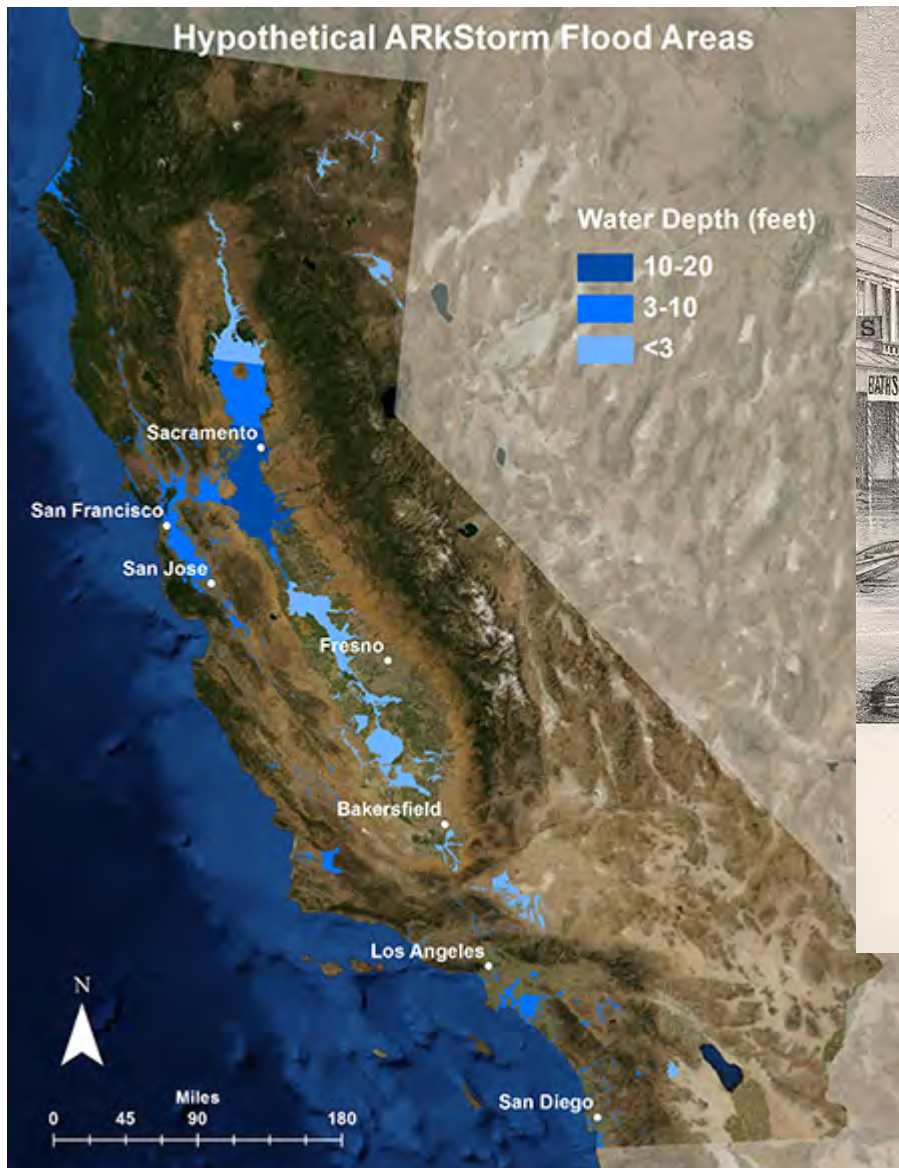 Hypothetical ARkStorm Flood Areas
Water Depth (feet)
10-20
3-10
<3
S
BATHS
Sacramento
San Francisco
San Jose
Fresno
Bakersfield
Los Angeles
San Diego
N
Miles
0 45 90 180